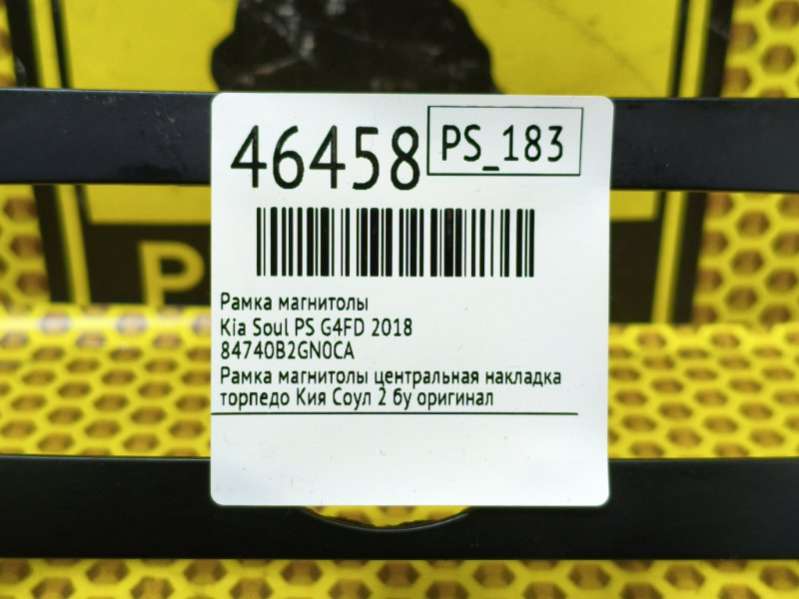 46458
PS_183
Рамка магнитолы
Kia Soul PS G4FD 2018
84740B2GN0CA
Рамка магнитолы центральная накладка
торпедо Кия Соул 2 бу оригинал
P